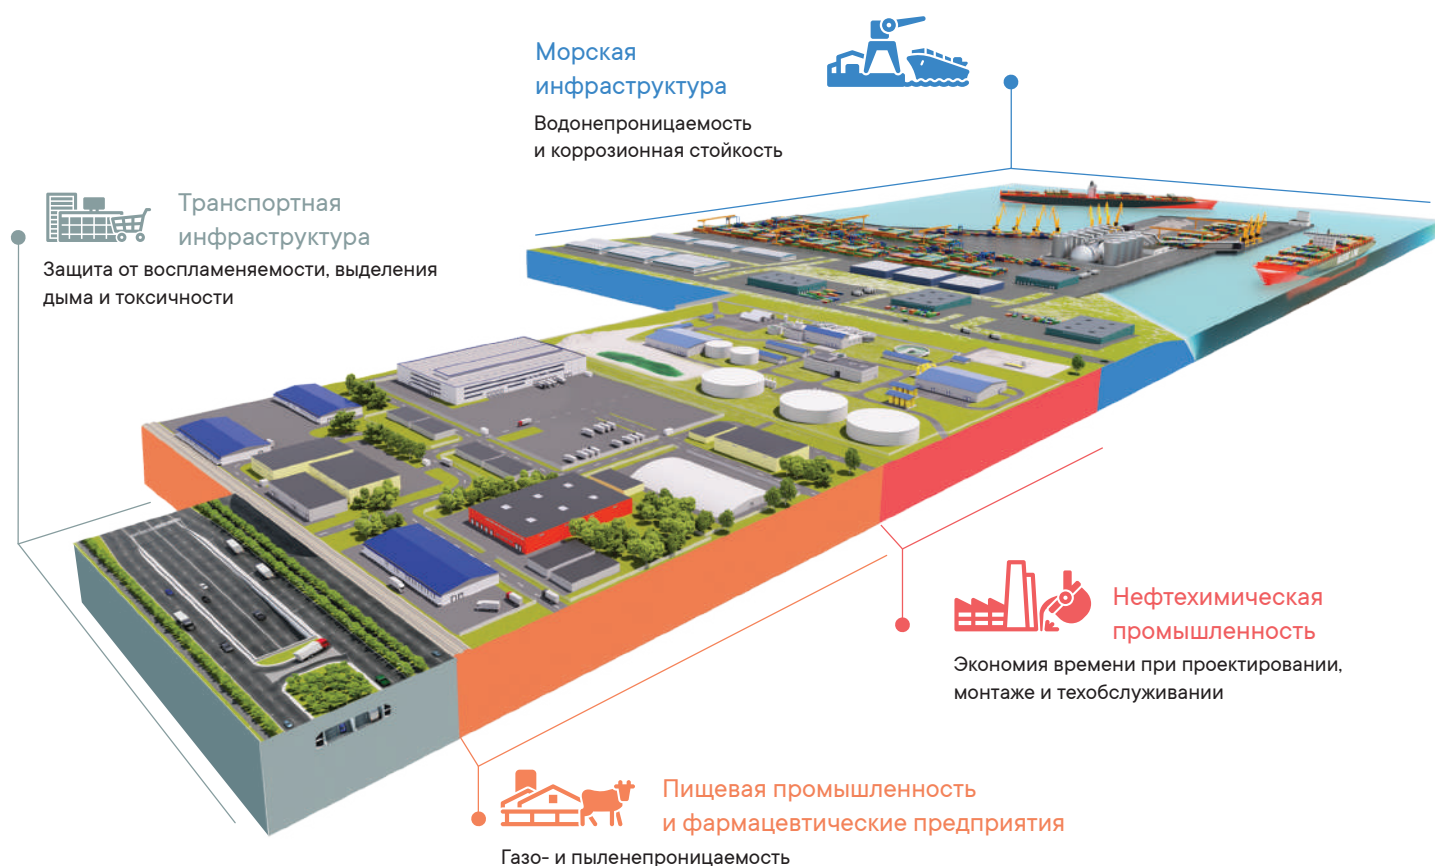 Морская
инфраструктура
Водонепроницаемость
и коррозионная стойкость
Транспортная
инфраструктура
Защита от воспламеняемости, выделения
дыма и токсичности
Нефтехимическая
промышленность
Экономия времени при проектировании,
монтаже и техобслуживании
Пищевая промышленность
и фармацевтические предприятия
Газо- и пыленепроницаемость